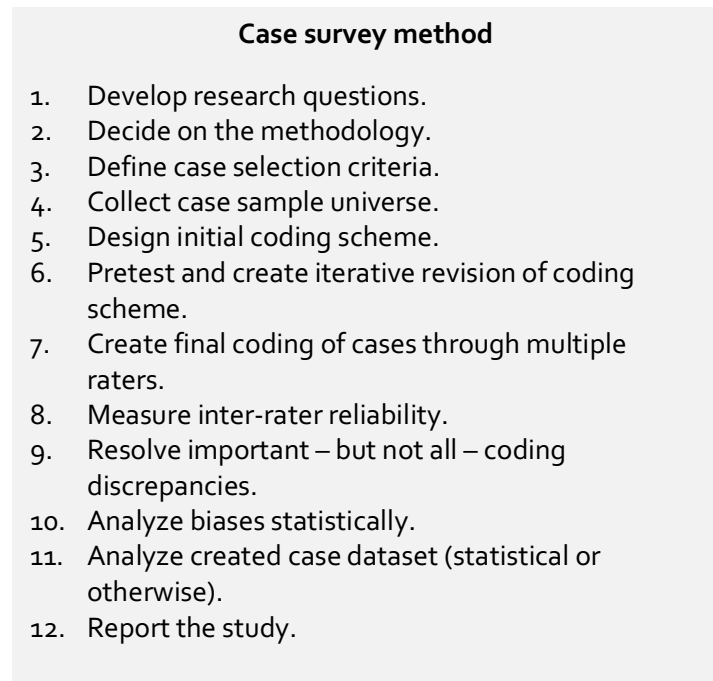 Case survey method
1. Develop research questions.
2. Decide on the methodology.
3. Define case selection criteria.
4. Collect case sample universe.
5. Design initial coding scheme.
6. Pretest and create iterative revision of coding
scheme.
7. Create final coding of cases through multiple
raters.
8. Measure inter-rater reliability.
9. Resolve important – but not all – coding
discrepancies.
10. Analyze biases statistically.
11. Analyze created case dataset (statistical or
otherwise).
12. Report the study.